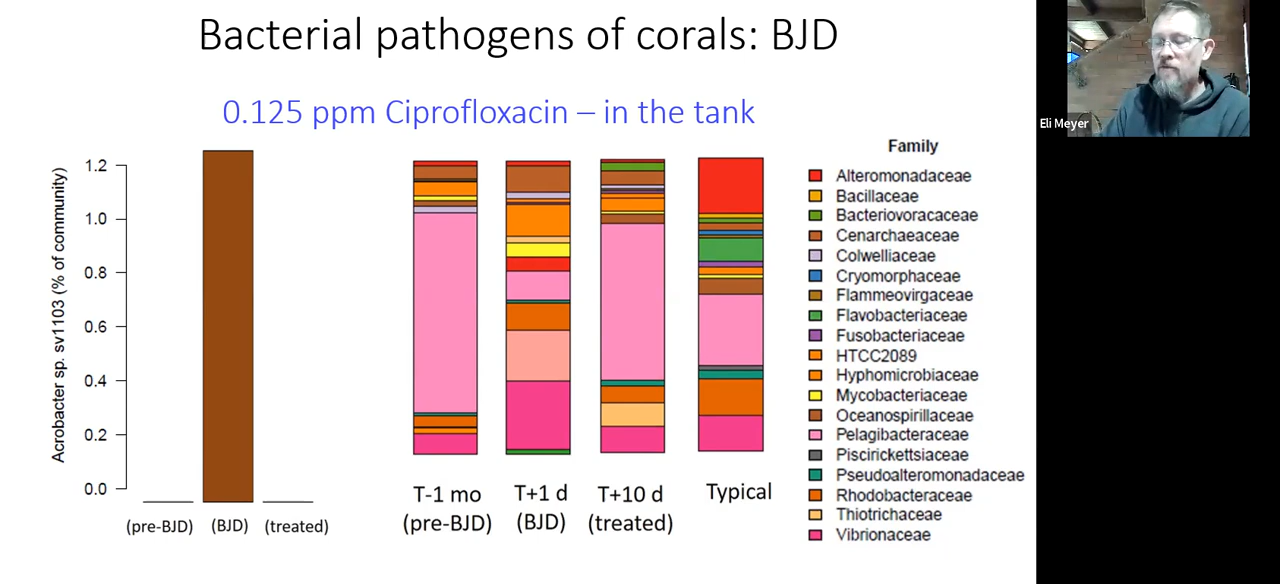 Bacterial pathogens of corals: BJD
0.125 ppm Ciprofloxacin – in the tank
Eli Meyer
Acrobacter sp. sv1103 (% of community)
1.2
1.0
0.8
0.6
0.4
0.2
0.0
(pre-BJD)
(BJD)
(treated)
T-1 mo
(pre-BJD)
T+1 d
(BJD)
T+10 d
(treated)
Typical
Family
Alteromonadaceae
Bacillaceae
Bacteriovoracaceae
Cenarchaeaceae
Colwelliaceae
Cryomorphaceae
Flammeovirgaceae
Flavobacteriaceae
Fusobacteriaceae
HTCC2089
Hyphomicrobiaceae
Mycobacteriaceae
Oceanospirillaceae
Pelagibacteraceae
Piscirickettsiaceae
Pseudoalteromonadaceae
Rhodobacteraceae
Thiotrichaceae
Vibrionaceae